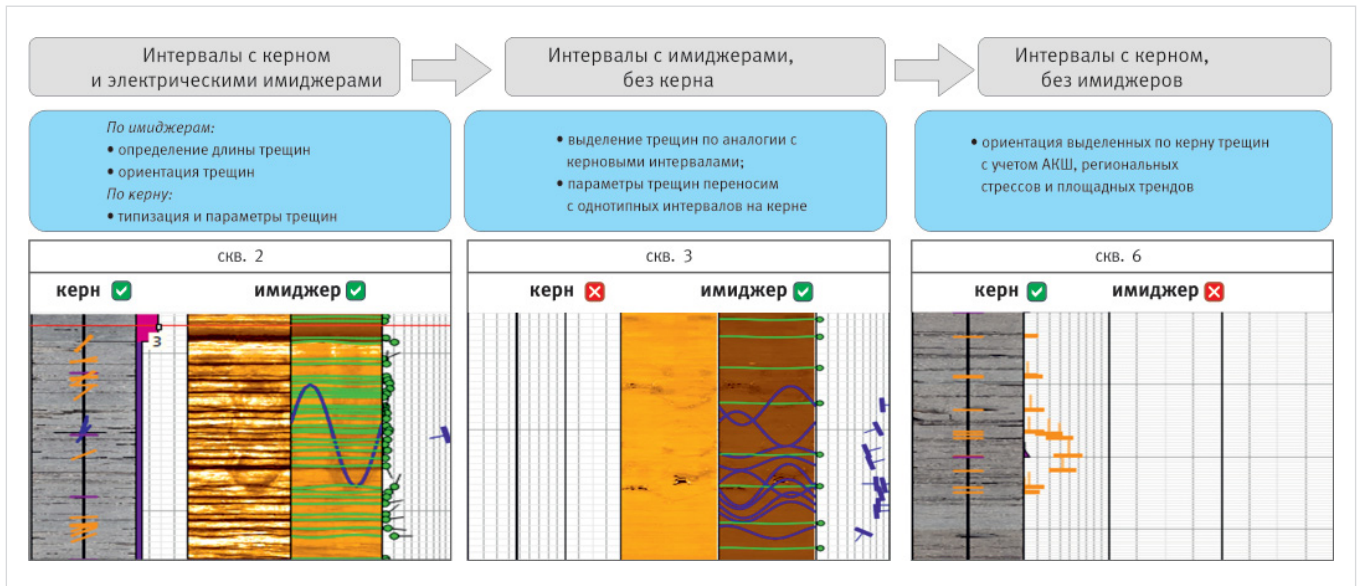 Интервалы с керном
и электрическими имиджерами
Интервалы с имиджерами,
без керна
Интервалы с керном,
без имиджеров
По имиджерам:
• определение длины трещин
• ориентация трещин
По керну:
• типизация и параметры трещин
• выделение трещин по аналогии с
керновыми интервалами;
• параметры трещин переносим
с однотипных интервалов на керне
• ориентация выделенных по керну трещин
с учетом АКШ, региональных
стрессов и площадных трендов
скв. 2
керн имиджер
3
скв. 3
керн имиджер
скв. 6
керн имиджер